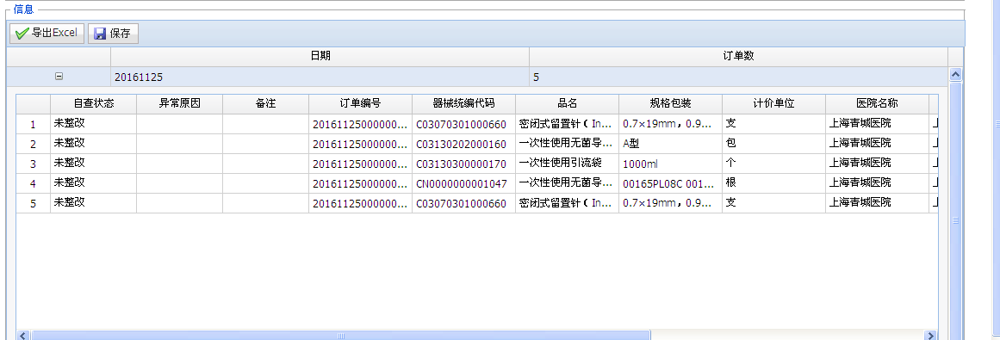 信息
导出Excel 保存
日期 订单数
20161125 5
自查状态 异常原因 备注 订单编号 器械统编代码 品名 规格包装 计价单位 医院名称
1 未整改 20161125000000... C03070301000660 密闭式留置针（In... 0.7×19mm，0.9... 支 上海青城医院
2 未整改 20161125000000... C03130202000160 一次性使用无菌导... A型 包 上海青城医院
3 未整改 20161125000000... C03130300000170 一次性使用引流袋 1000ml 个 上海青城医院
4 未整改 20161125000000... CN0000000001047 一次性使用无菌导... 00165PL08C 001... 根 上海青城医院
5 未整改 20161125000000... C03070301000660 密闭式留置针（In... 0.7×19mm，0.9... 支 上海青城医院